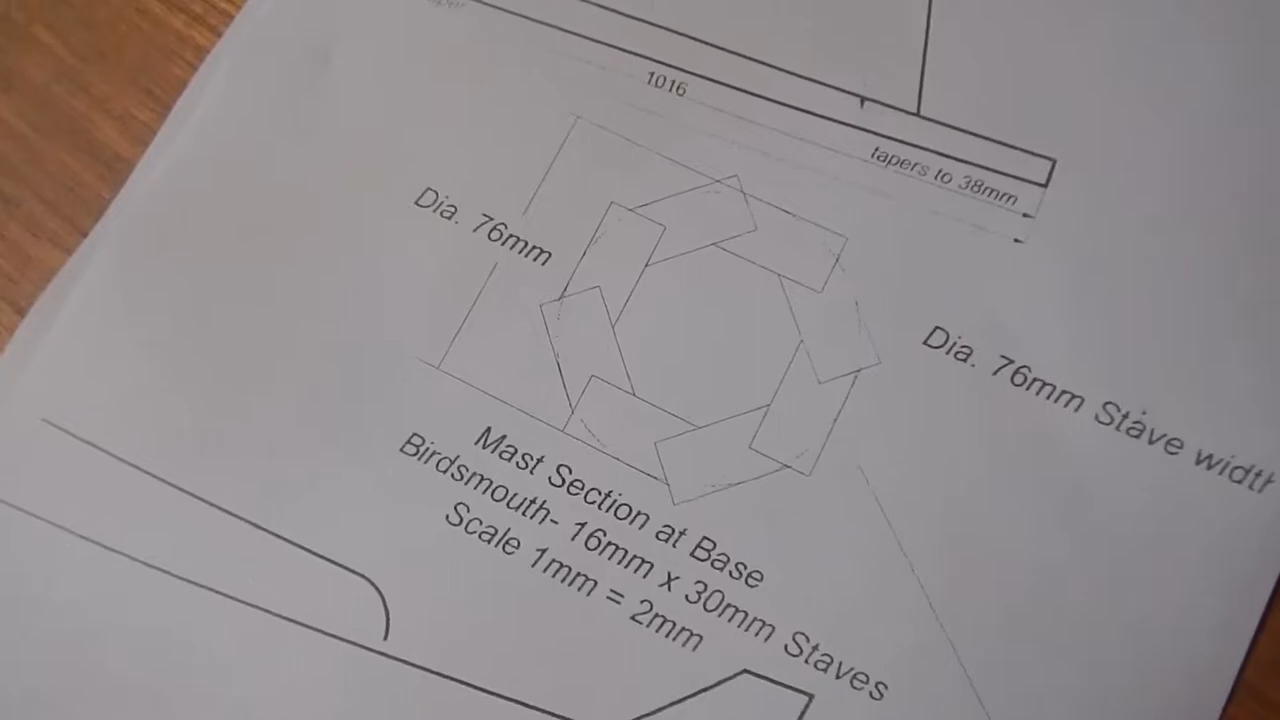 1016
tapers to 38mm
Dia. 76mm
Dia. 76mm Stave width
Mast Section at Base
Birdsmouth- 16mm x 30mm Staves
Scale 1mm = 2mm